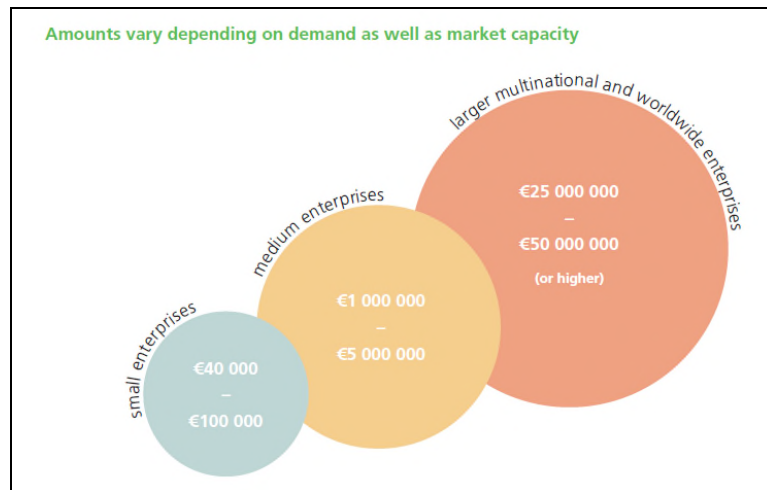 Amounts vary depending on demand as well as market capacity
larger multinational and worldwide enterprises
€25 000 000
–
€50 000 000
(or higher)
medium enterprises
€1 000 000
–
€5 000 000
small enterprises
€40 000
–
€100 000